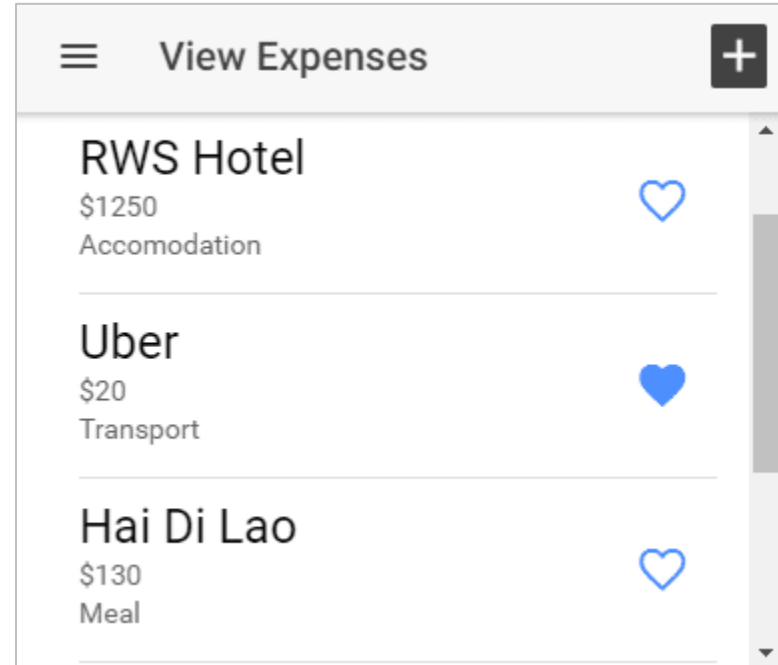 View Expenses
RWS Hotel
$1250
Accomodation
Uber
$20
Transport
Hai Di Lao
$130
Meal